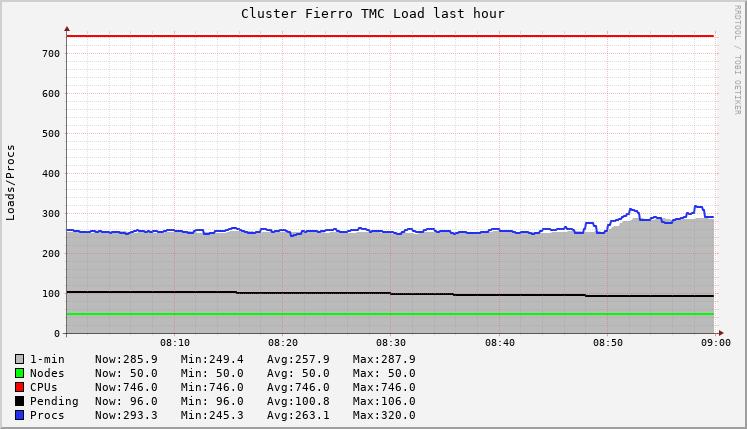 Cluster Fierro TMC Load last hour
RRDTOOL / TOBI OETIKER
Loads/Procs
700
600
500
400
300
200
100
0
08:10 08:20 08:30 08:40 08:50 09:00
1-min Now:285.9 Min:249.4 Avg:257.9 Max:287.9
Nodes Now: 50.0 Min: 50.0 Avg: 50.0 Max: 50.0
CPUs Now:746.0 Min:746.0 Avg:746.0 Max:746.0
Pending Now: 96.0 Min: 96.0 Avg:100.8 Max:106.0
Procs Now:293.3 Min:245.3 Avg:263.1 Max:320.0